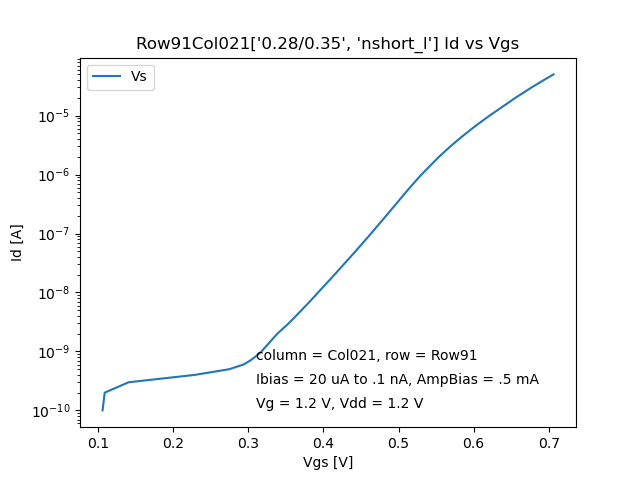 Row91Col021['0.28/0.35', 'nshort_l'] Id vs Vgs
Vs
10⁻⁵
10⁻⁶
10⁻⁷
10⁻⁸
10⁻⁹
10⁻¹⁰
Id [A]
column = Col021, row = Row91
Ibias = 20 uA to .1 nA, AmpBias = .5 mA
Vg = 1.2 V, Vdd = 1.2 V
0.1 0.2 0.3 0.4 0.5 0.6 0.7
Vgs [V]